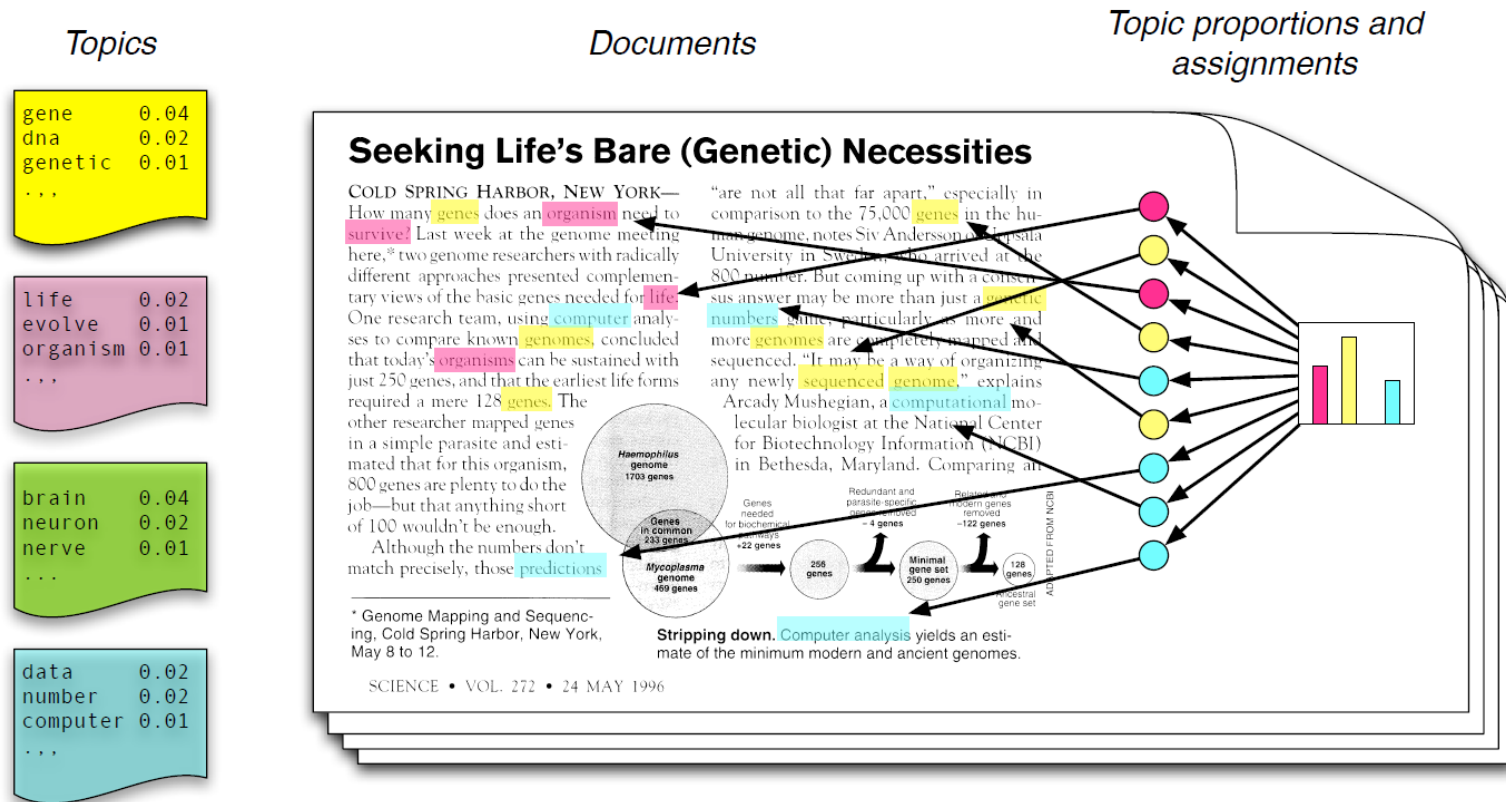 Topics
gene 0.04
dna 0.02
genetic 0.01
.,,
life 0.02
evolve 0.01
organism 0.01
.,,
brain 0.04
neuron 0.02
nerve 0.01
...
data 0.02
number 0.02
computer 0.01
.,,
Documents
Seeking Life's Bare (Genetic) Necessities
COLD SPRING HARBOR, NEW YORK—
How many genes does an organism need to
survive? Last week at the genome meeting
here,* two genome researchers with radically
different approaches presented complemen-
tary views of the basic genes needed for life.
One research team, using computer analy-
ses to compare known genomes, concluded
that today's organisms can be sustained with
just 250 genes, and that the earliest life forms
required a mere 128 genes. The
other researcher mapped genes
in a simple parasite and esti-
mated that for this organism,
800 genes are plenty to do the
job—but that anything short
of 100 wouldn't be enough.
Although the numbers don't
match precisely, those predictions
* Genome Mapping and Sequenc-
ing, Cold Spring Harbor, New York,
May 8 to 12.
"are not all that far apart," especially in
comparison to the 75,000 genes in the hu-
man genome, notes Siv Andersson of Uppsala
University in Sweden, who arrived at the
800 number. But coming up with a consen-
sus answer may be more than just a genetic
numbers game, particularly as more and
more genomes are completely mapped and
sequenced. "It may be a way of organizing
any newly sequenced genome," explains
Arcady Mushegian, a computational mo-
lecular biologist at the National Center
for Biotechnology Information (NCBI)
in Bethesda, Maryland. Comparing an
Haemophilus
genome
1703 genes
Genes
in common
233 genes
Mycoplasma
genome
469 genes
Genes
needed
for biochemical
pathways
+22 genes
256
genes
Redundant and
parasite-specific
genes removed
– 4 genes
Minimal
gene set
250 genes
Related and
modern genes
removed
–122 genes
128
genes
Ancestral
gene set
ADAPTED FROM NCBI
Stripping down. Computer analysis yields an esti-
mate of the minimum modern and ancient genomes.
SCIENCE • VOL. 272 • 24 MAY 1996
Topic proportions and
assignments